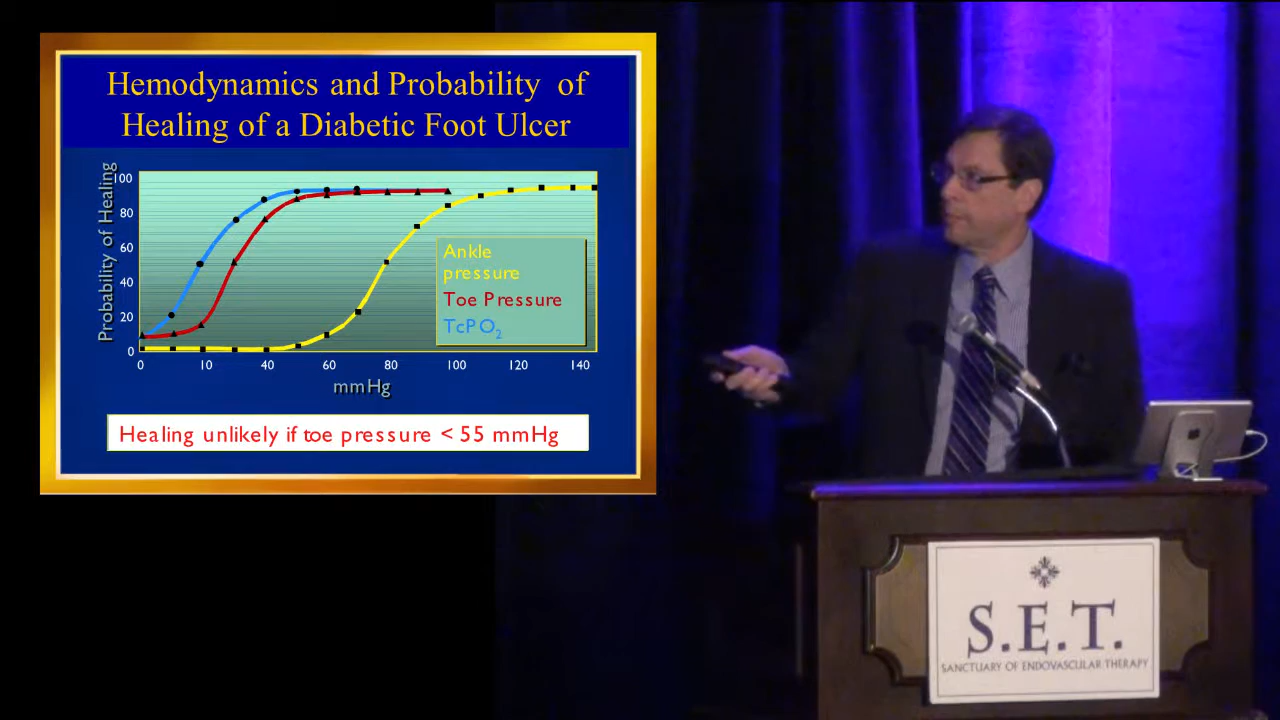 Hemodynamics and Probability of
Healing of a Diabetic Foot Ulcer
Probability of Healing
100
80
60
40
20
0
0 10 40 60 80 100 120 140
mmHg
Ankle
pressure
Toe Pressure
TcPO2
Healing unlikely if toe pressure < 55 mmHg
S.E.T.
SANCTUARY OF ENDOVASCULAR THERAPY